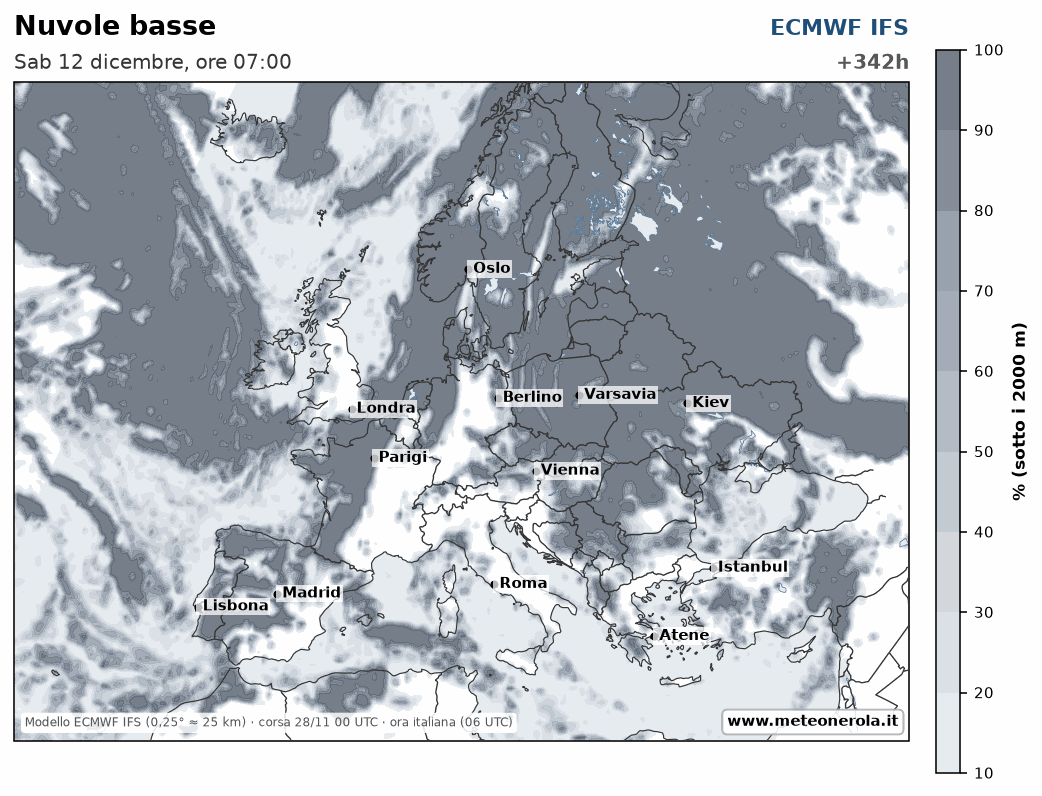 Nuvole basse
ECMWF IFS
Sab 12 dicembre, ore 07:00
+342h
100
90
80
70
60
50
40
30
20
10
% (sotto i 2000 m)
Oslo
Londra
Berlino
Varsavia
Kiev
Parigi
Vienna
Istanbul
Roma
Madrid
Lisbona
Atene
Modello ECMWF IFS (0,25° ≈ 25 km) · corsa 28/11 00 UTC · ora italiana (06 UTC)
www.meteonerola.it